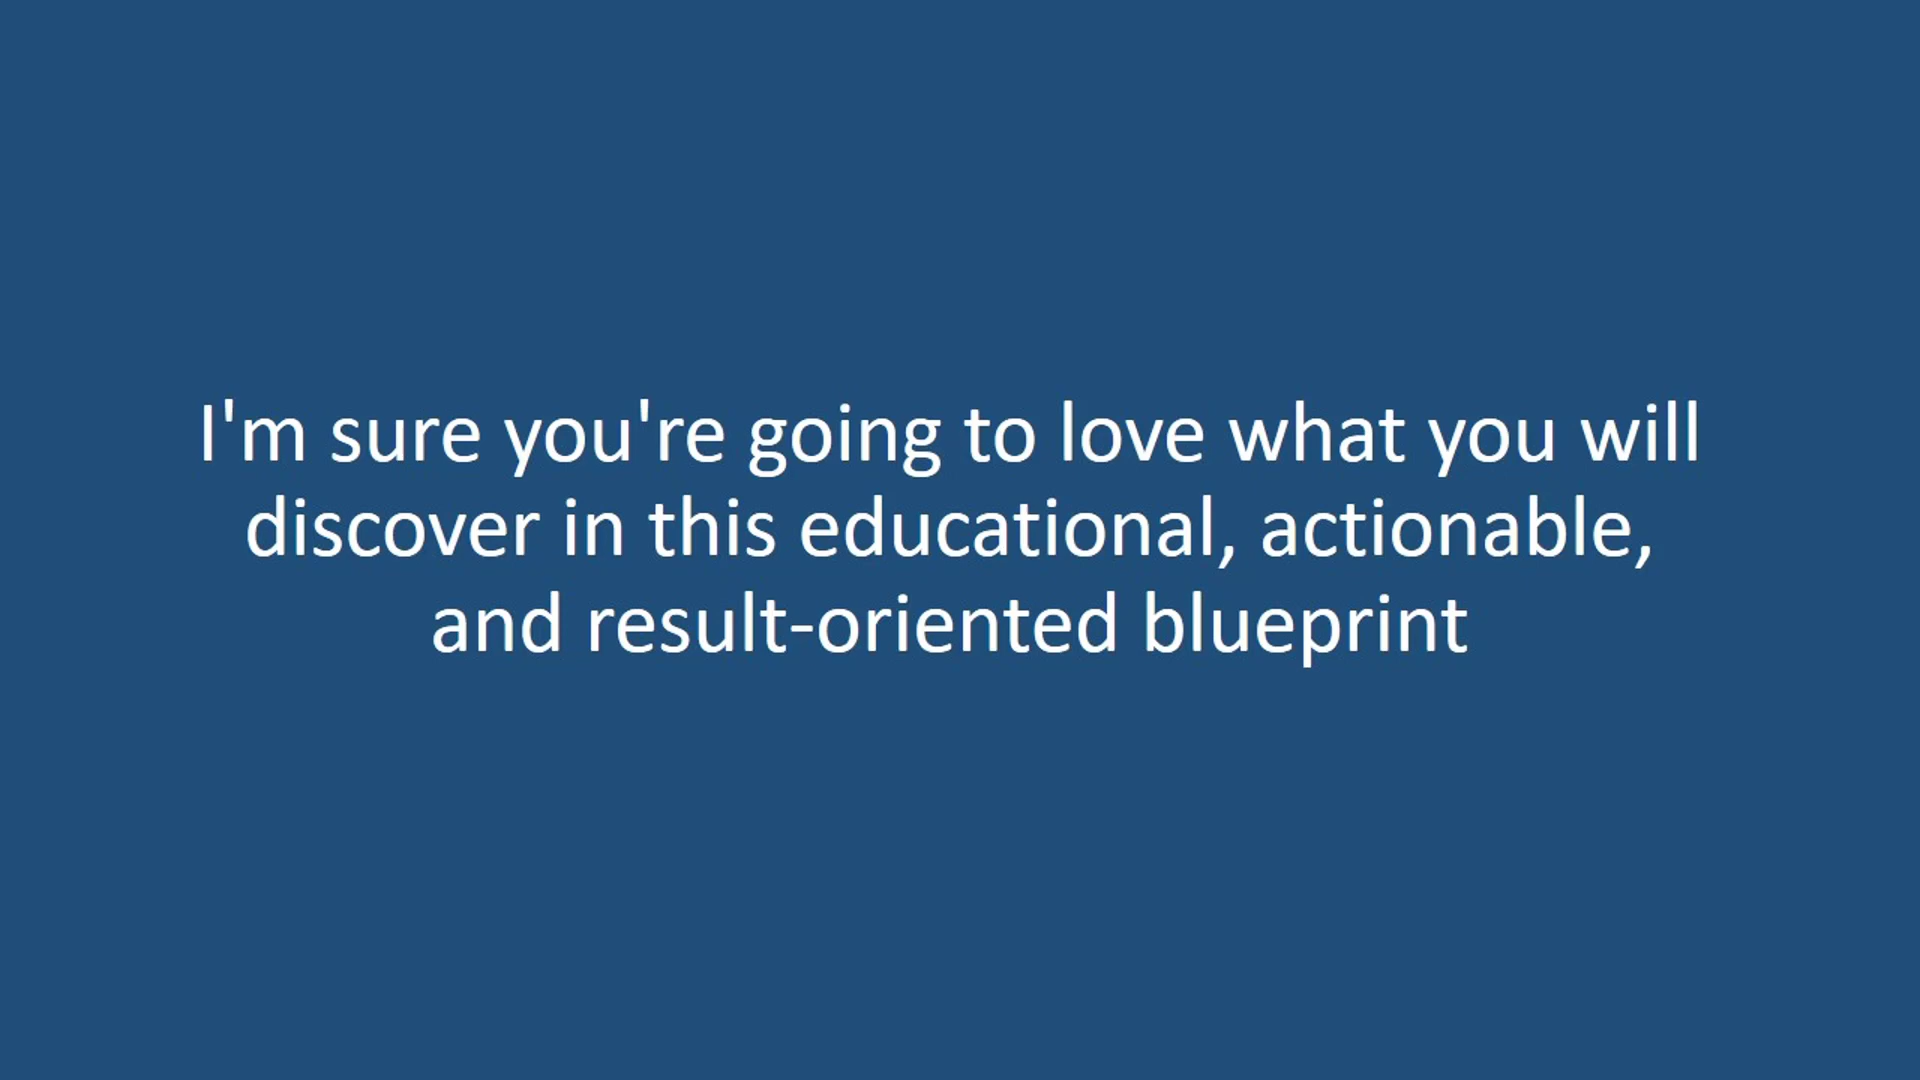 I'm sure you're going to love what you will
discover in this educational, actionable,
and result-oriented blueprint